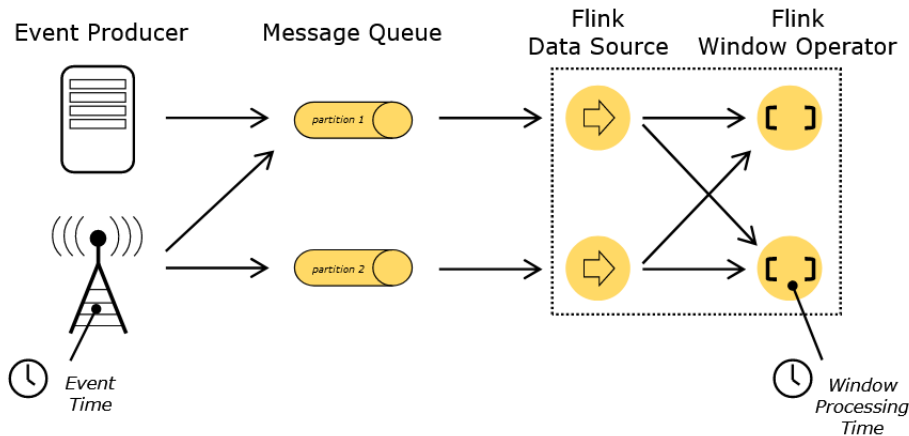 Event Producer
Message Queue
Flink
Data Source
Flink
Window Operator
partition 1
partition 2
Event
Time
Window
Processing
Time